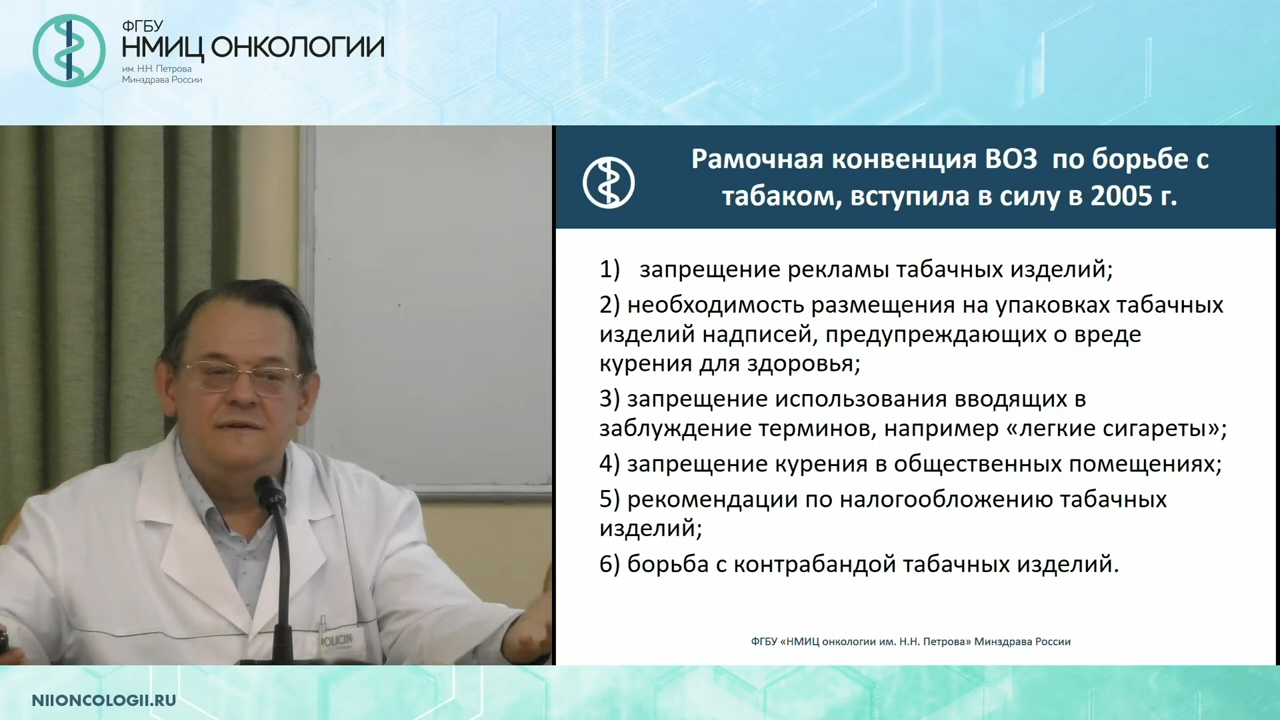 ФГБУ
НМИЦ ОНКОЛОГИИ
им. Н.Н. Петрова
Минздрава России
Рамочная конвенция ВОЗ по борьбе с
табаком, вступила в силу в 2005 г.
1) запрещение рекламы табачных изделий;
2) необходимость размещения на упаковках табачных
изделий надписей, предупреждающих о вреде
курения для здоровья;
3) запрещение использования вводящих в
заблуждение терминов, например «легкие сигареты»;
4) запрещение курения в общественных помещениях;
5) рекомендации по налогообложению табачных
изделий;
6) борьба с контрабандой табачных изделий.
ФГБУ «НМИЦ онкологии им. Н.Н. Петрова» Минздрава России
NIIONCOLOGII.RU